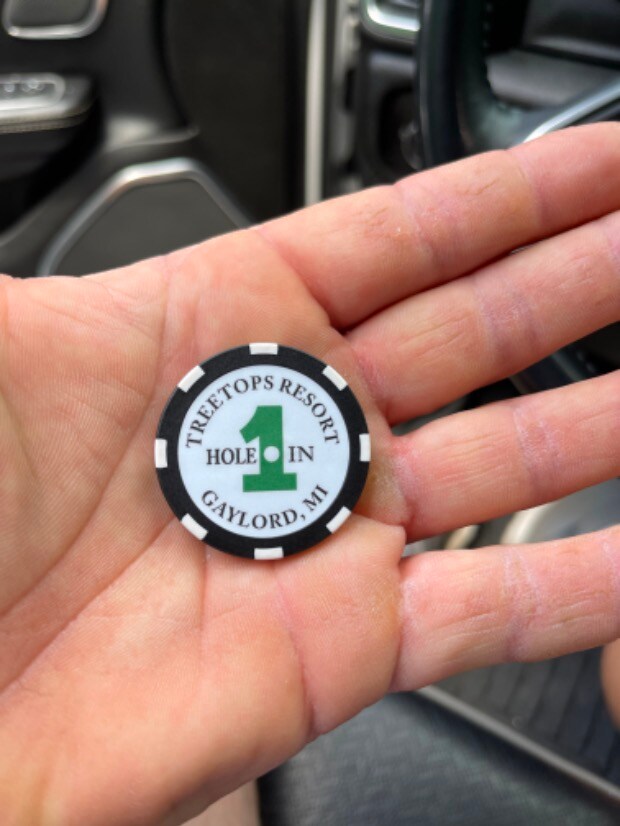 TREETOPS RESORT
HOLE 1 IN
GAYLORD, MI